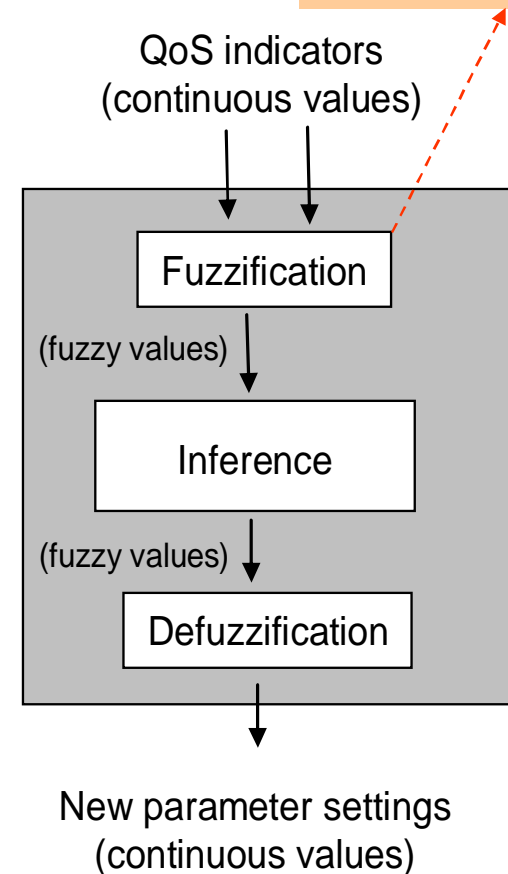 QoS indicators
(continuous values)
Fuzzification
(fuzzy values)
Inference
(fuzzy values)
Defuzzification
New parameter settings
(continuous values)